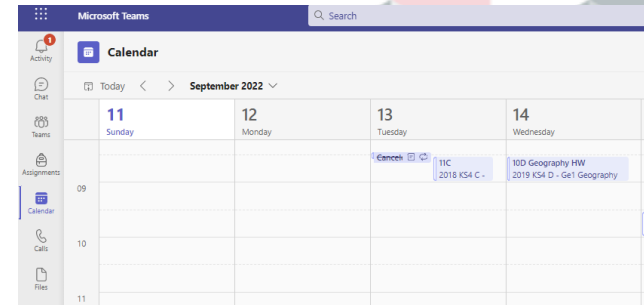 Microsoft Teams
Search
1
Activity
Chat
Teams
Assignments
Calendar
Calls
Files
Calendar
Today
September 2022
11
Sunday
12
Monday
13
Tuesday
14
Wednesday
09
10
11
11C
2018 KS4 C -
10D Geography HW
2019 KS4 D - Ge1 Geography